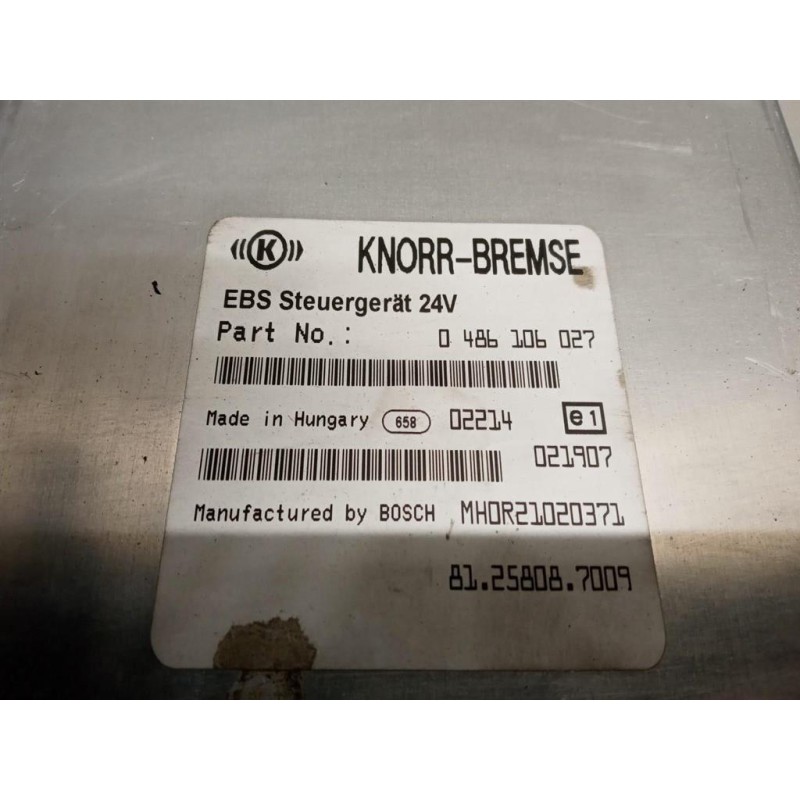 ((K)) KNORR-BREMSE
EBS Steuergerät 24V
Part No.: 0 486 106 027
Made in Hungary 658 02214 e1
021907
Manufactured by BOSCH MHOR21020371
81.25808.7009